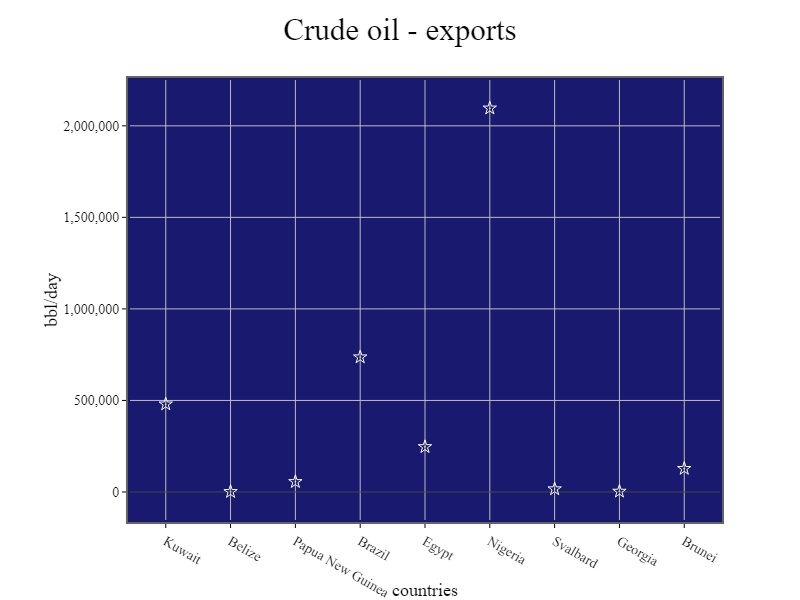 Crude oil - exports
bbl/day
2,000,000
1,500,000
1,000,000
500,000
0
Kuwait
Belize
Papua New Guinea
Brazil
Egypt
Nigeria
Svalbard
Georgia
Brunei
countries